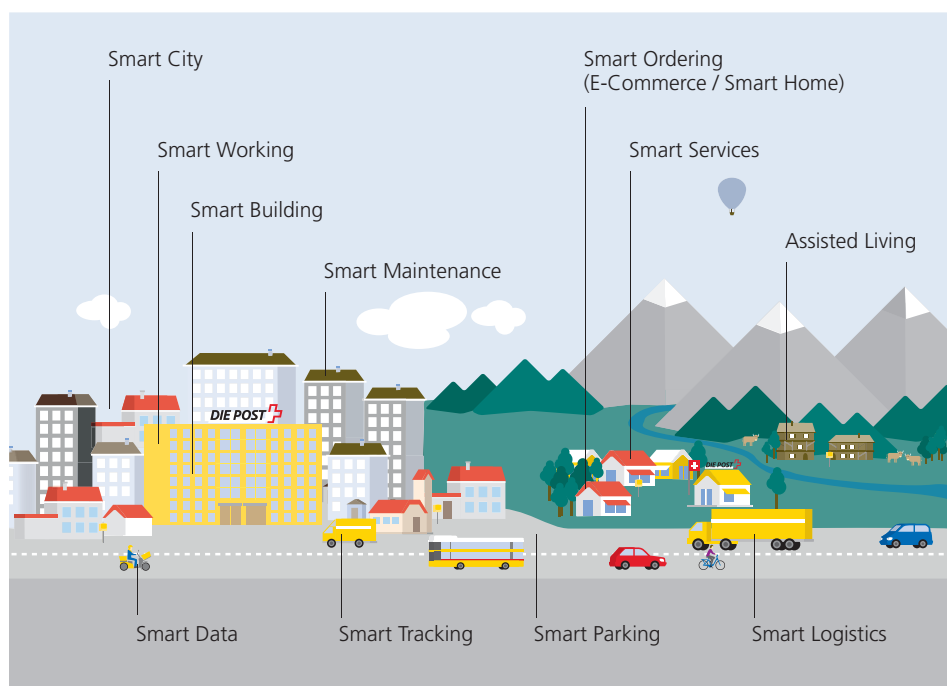 Smart City
Smart Ordering
(E-Commerce / Smart Home)
Smart Working
Smart Services
Smart Building
Assisted Living
Smart Maintenance
DIE POST
DIE POST
Smart Data
Smart Tracking
Smart Parking
Smart Logistics